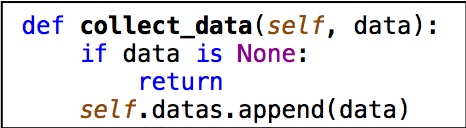 def collect_data(self, data):
    if data is None:
        return
    self.datas.append(data)